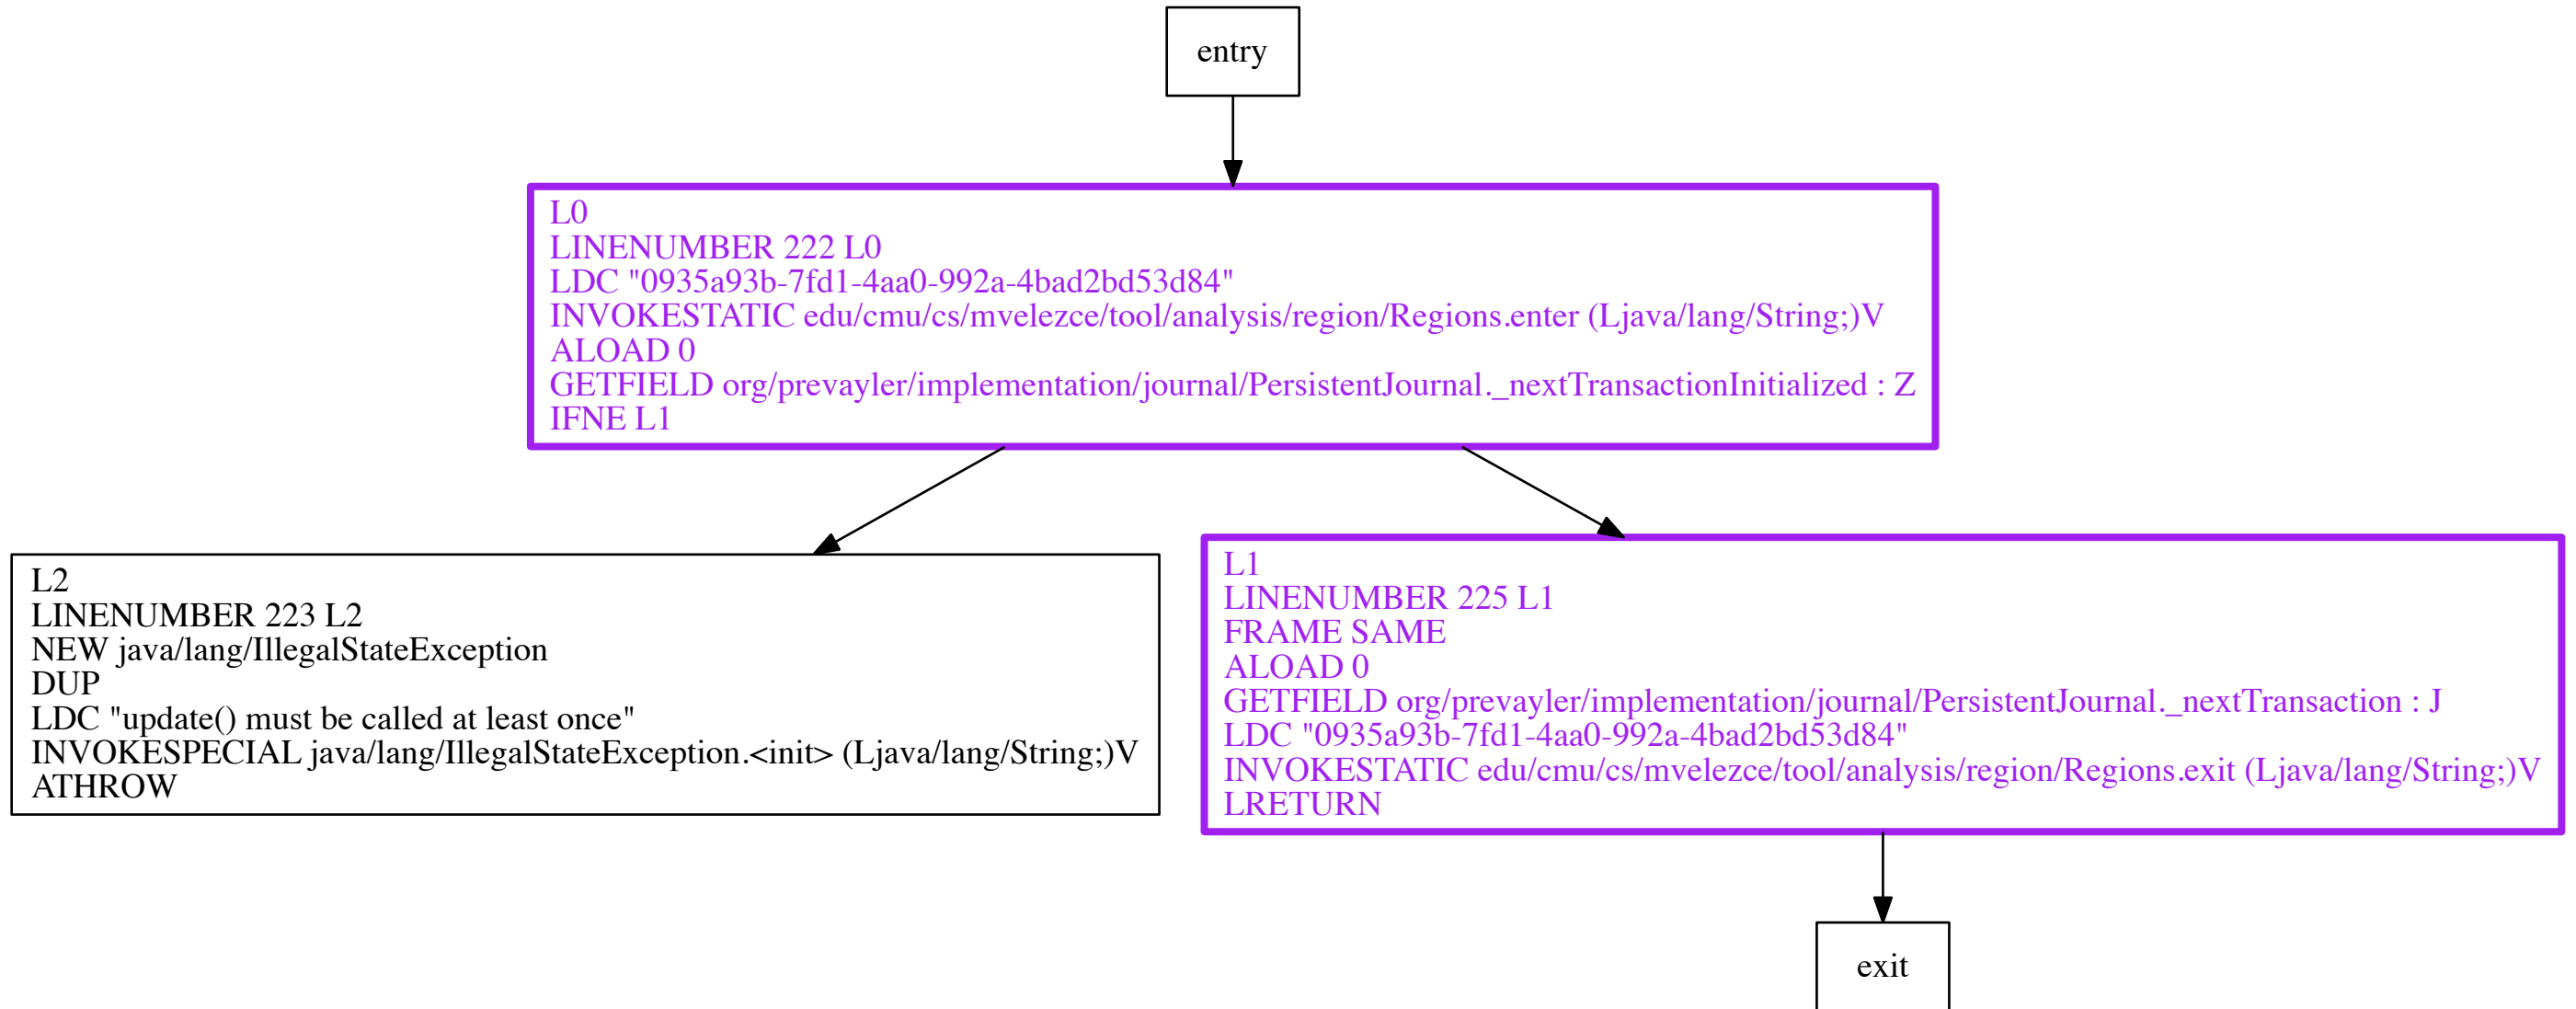 entry
L0
LINENUMBER 222 L0
LDC "0935a93b-7fd1-4aa0-992a-4bad2bd53d84"
INVOKESTATIC edu/cmu/cs/mvelezce/tool/analysis/region/Regions.enter (Ljava/lang/String;)V
ALOAD 0
GETFIELD org/prevayler/implementation/journal/PersistentJournal._nextTransactionInitialized : Z
IFNE L1
L2
LINENUMBER 223 L2
NEW java/lang/IllegalStateException
DUP
LDC "update() must be called at least once"
INVOKESPECIAL java/lang/IllegalStateException.<init> (Ljava/lang/String;)V
ATHROW
L1
LINENUMBER 225 L1
FRAME SAME
ALOAD 0
GETFIELD org/prevayler/implementation/journal/PersistentJournal._nextTransaction : J
LDC "0935a93b-7fd1-4aa0-992a-4bad2bd53d84"
INVOKESTATIC edu/cmu/cs/mvelezce/tool/analysis/region/Regions.exit (Ljava/lang/String;)V
LRETURN
exit